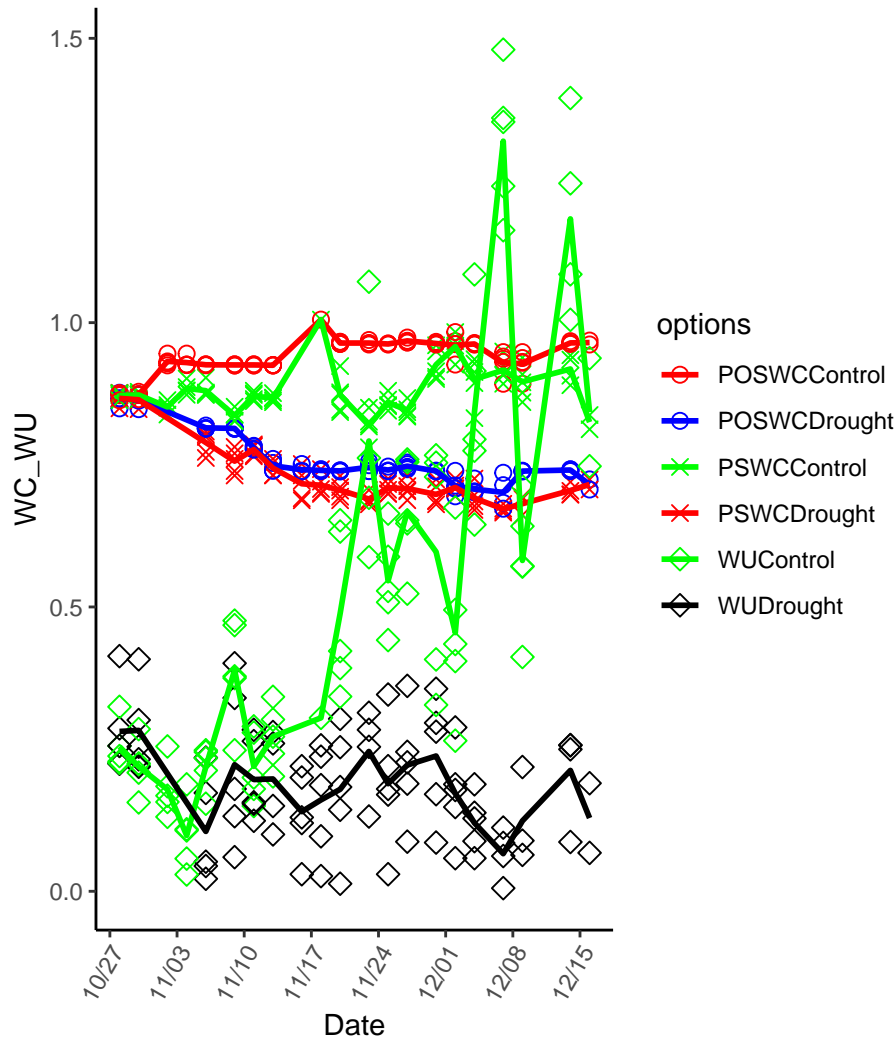 1.5
1.0
0.5
0.0
WC_WU
10/27
11/03
11/10
11/17
11/24
12/01
12/08
12/15
Date
options
POSWCControl
POSWCDrought
PSWCControl
PSWCDrought
WUControl
WUDrought